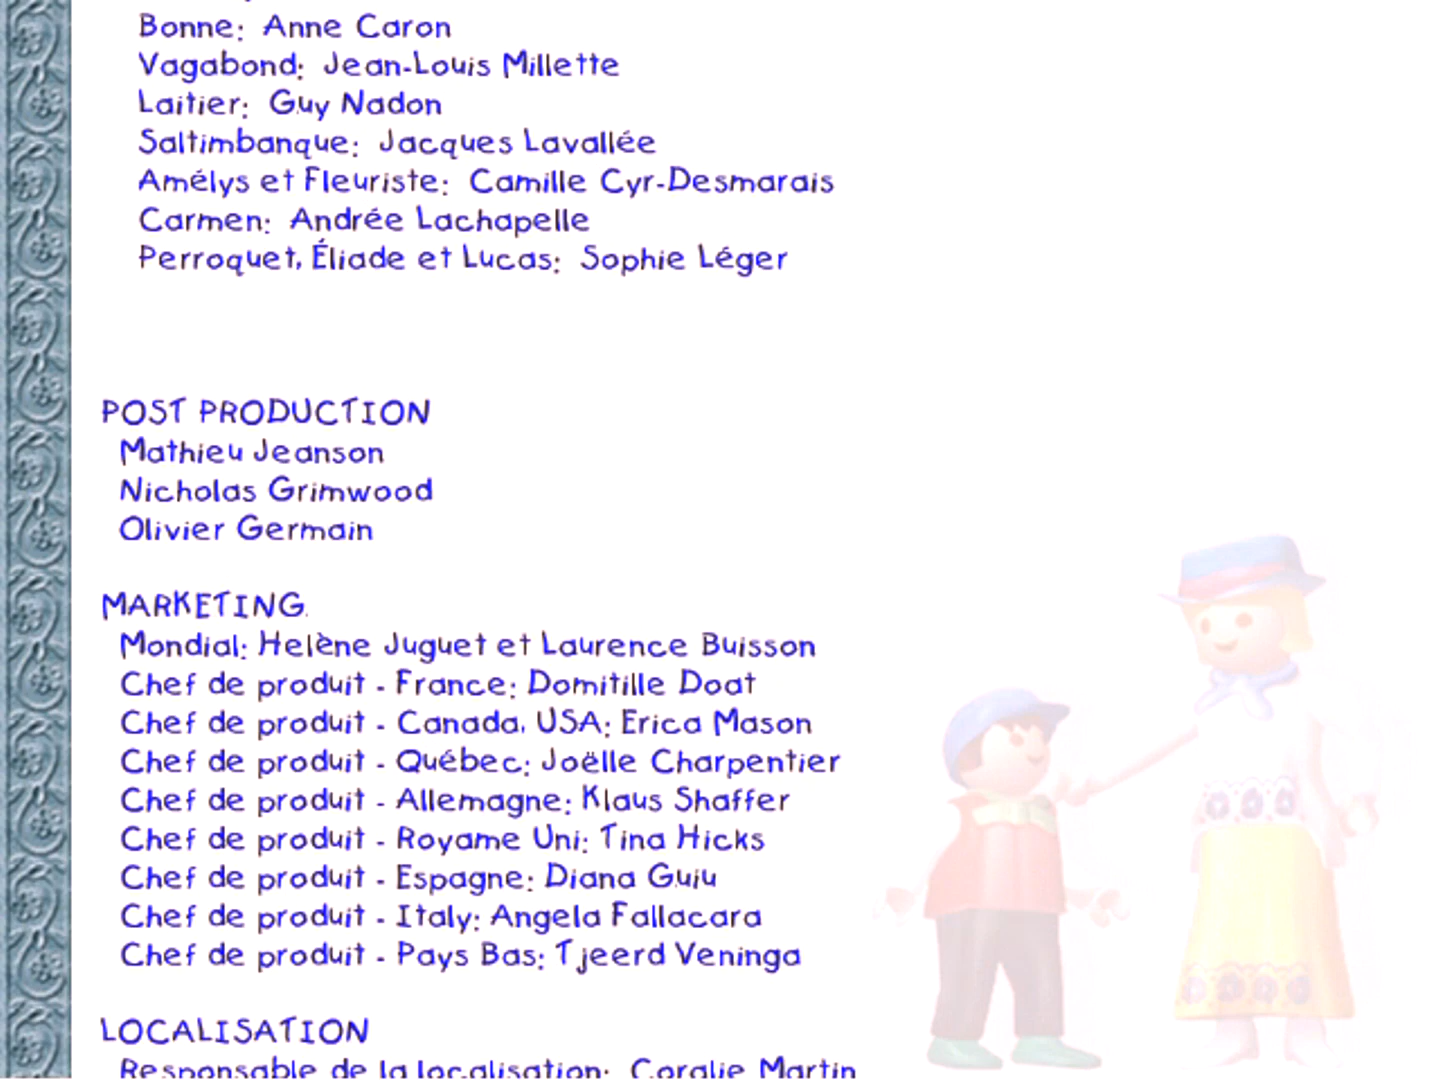 Bonne: Anne Caron
Vagabond: Jean-Louis Millette
Laitier: Guy Nadon
Saltimbanque: Jacques Lavallée
Amélys et Fleuriste: Camille Cyr-Desmarais
Carmen: Andrée Lachapelle
Perroquet, Éliade et Lucas: Sophie Léger
POST PRODUCTION
Mathieu Jeanson
Nicholas Grimwood
Olivier Germain
MARKETING
Mondial: Helène Juguet et Laurence Buisson
Chef de produit - France: Domitille Doat
Chef de produit - Canada, USA: Erica Mason
Chef de produit - Québec: Joëlle Charpentier
Chef de produit - Allemagne: Klaus Shaffer
Chef de produit - Royame Uni: Tina Hicks
Chef de produit - Espagne: Diana Guiu
Chef de produit - Italy: Angela Fallacara
Chef de produit - Pays Bas: Tjeerd Veninga
LOCALISATION
Responsable de la localisation: Coralie Martin